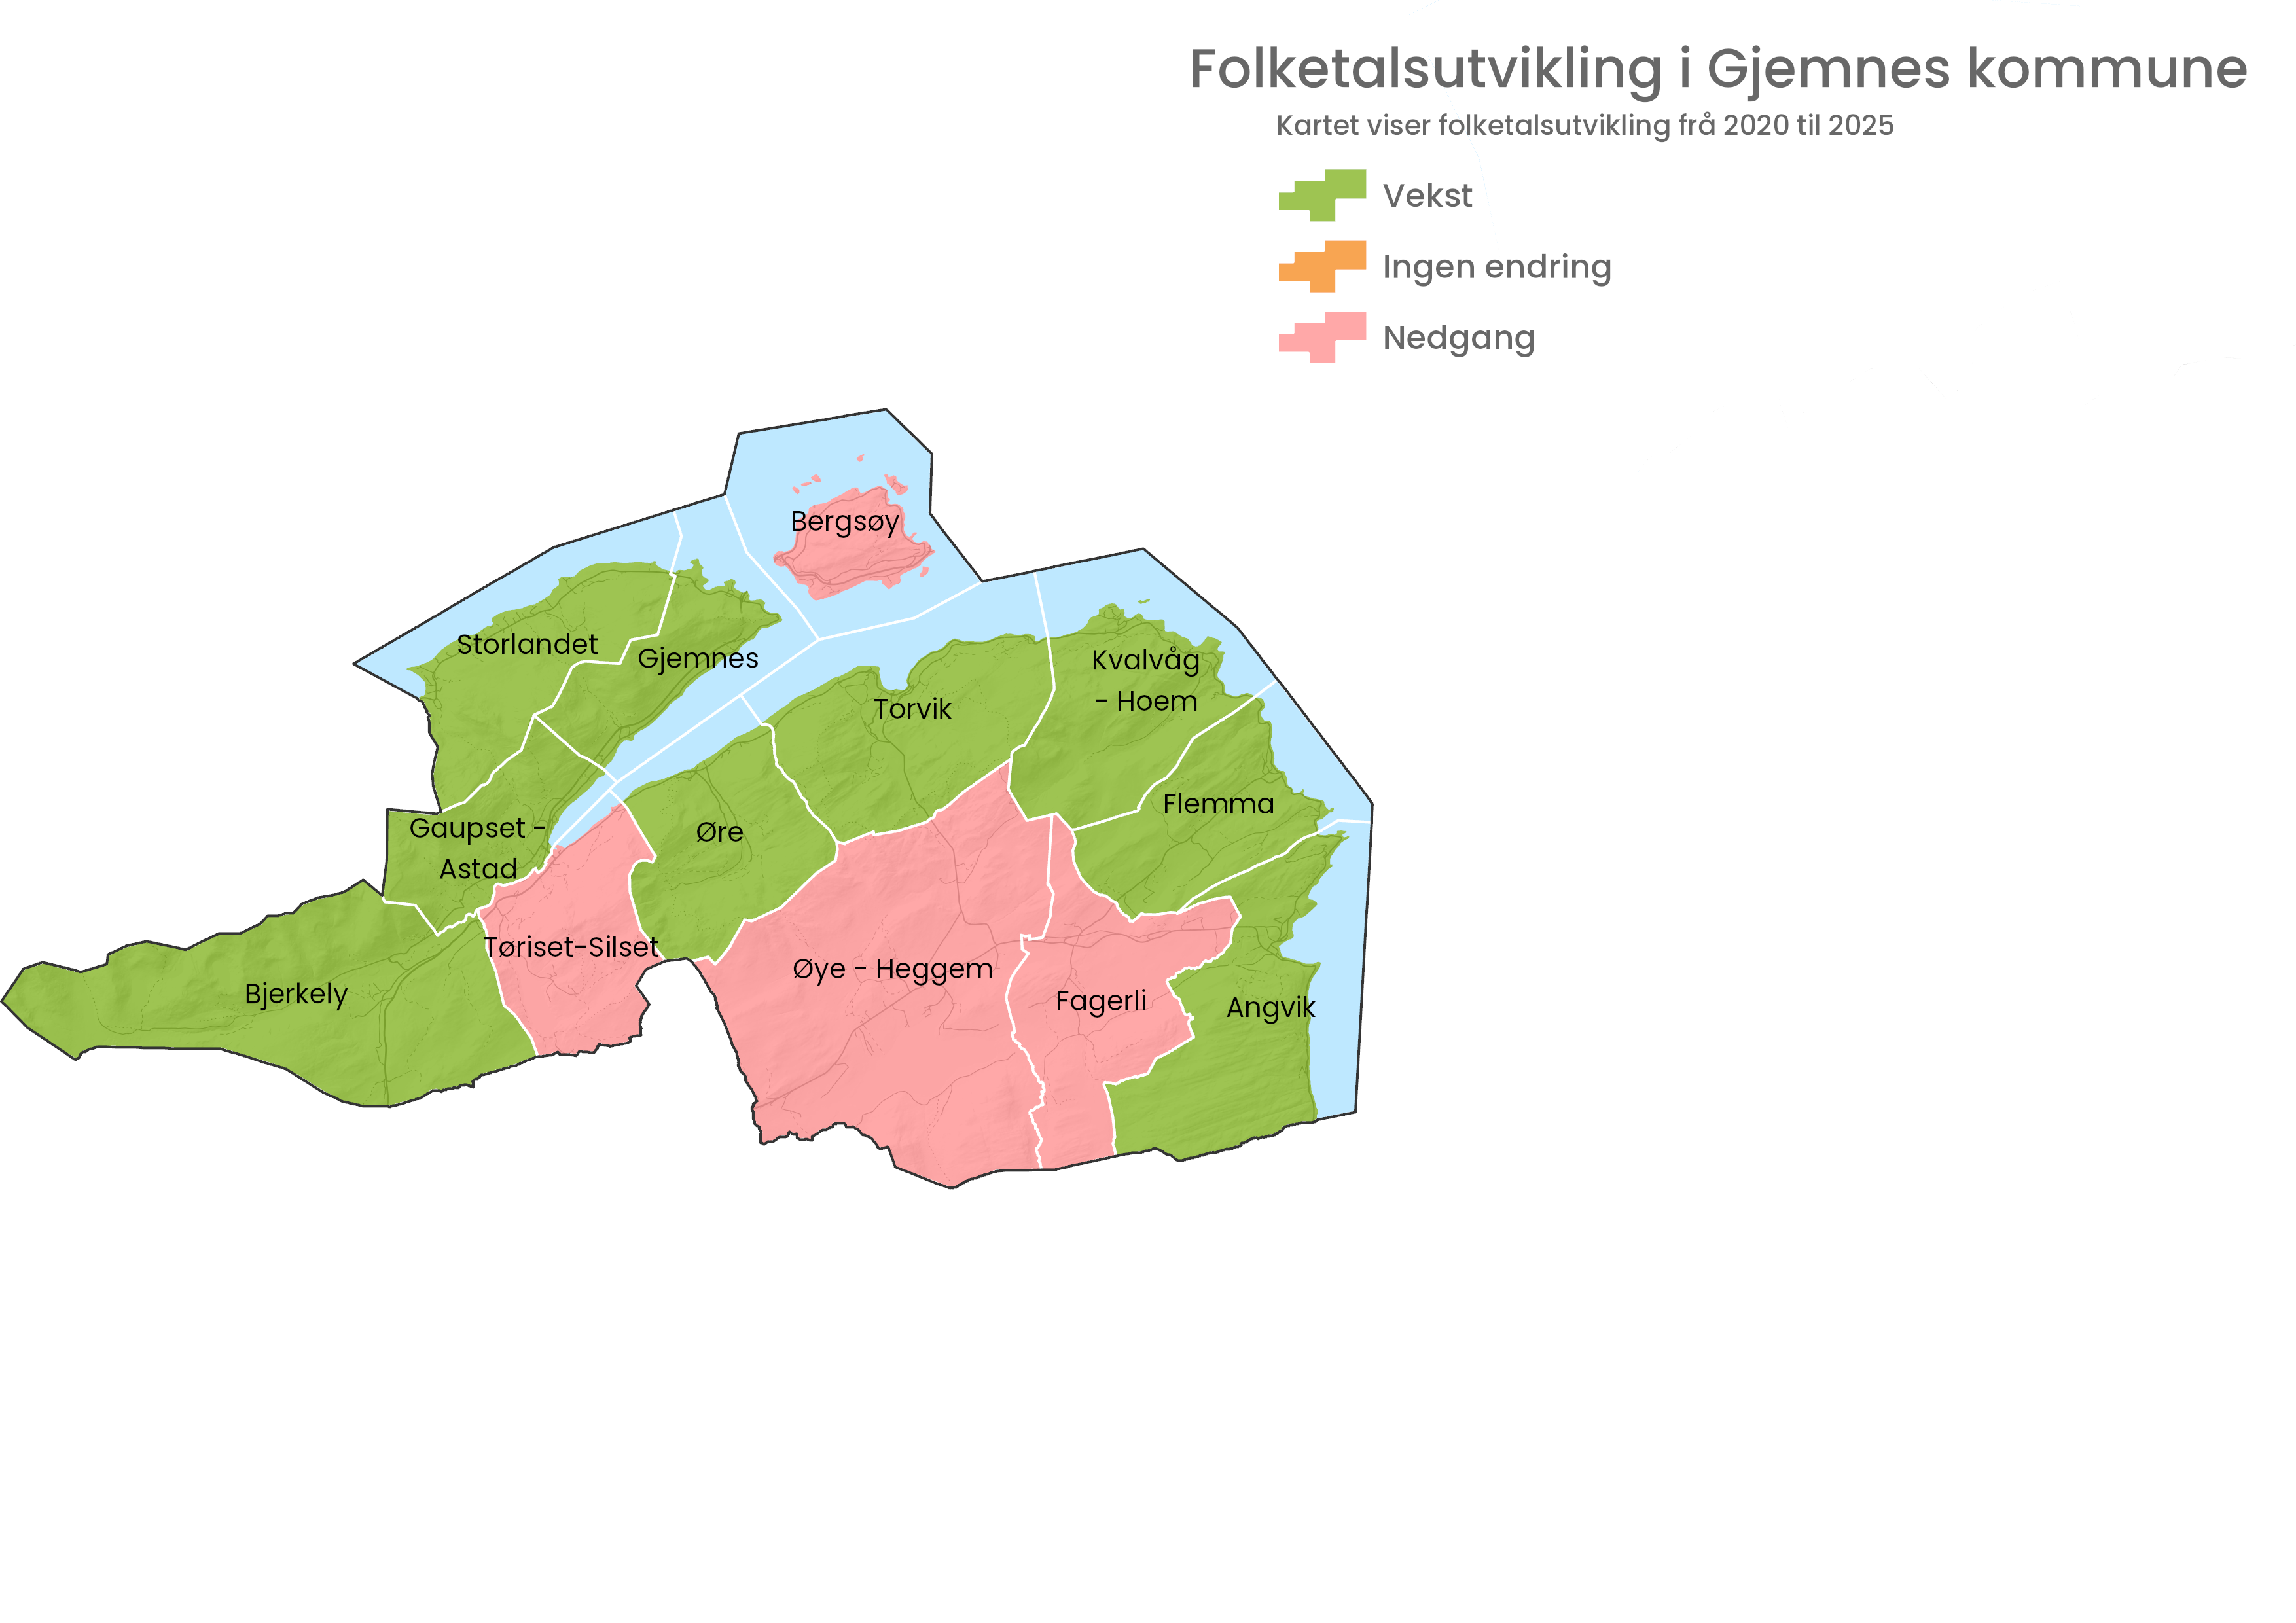 Folketalsutvikling i Gjemnes kommune
Kartet viser folketalsutvikling frå 2020 til 2025
Vekst
Ingen endring
Nedgang
Bergsøy
Storlandet
Gjemnes
Kvalvåg
- Hoem
Torvik
Flemma
Øre
Gaupset -
Astad
Tøriset-Silset
Øye - Heggem
Bjerkely
Fagerli
Angvik